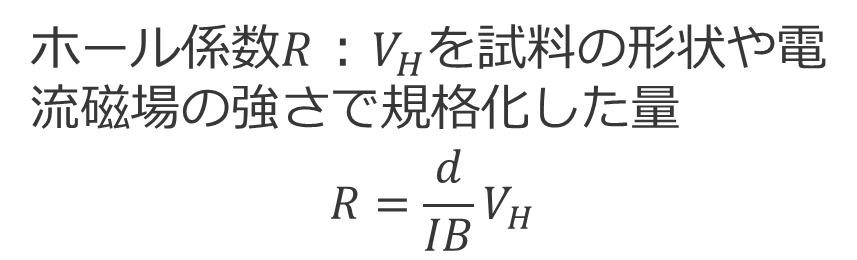 ホール係数R：V_Hを試料の形状や電
流磁場の強さで規格化した量
R = \frac{d}{IB} V_H